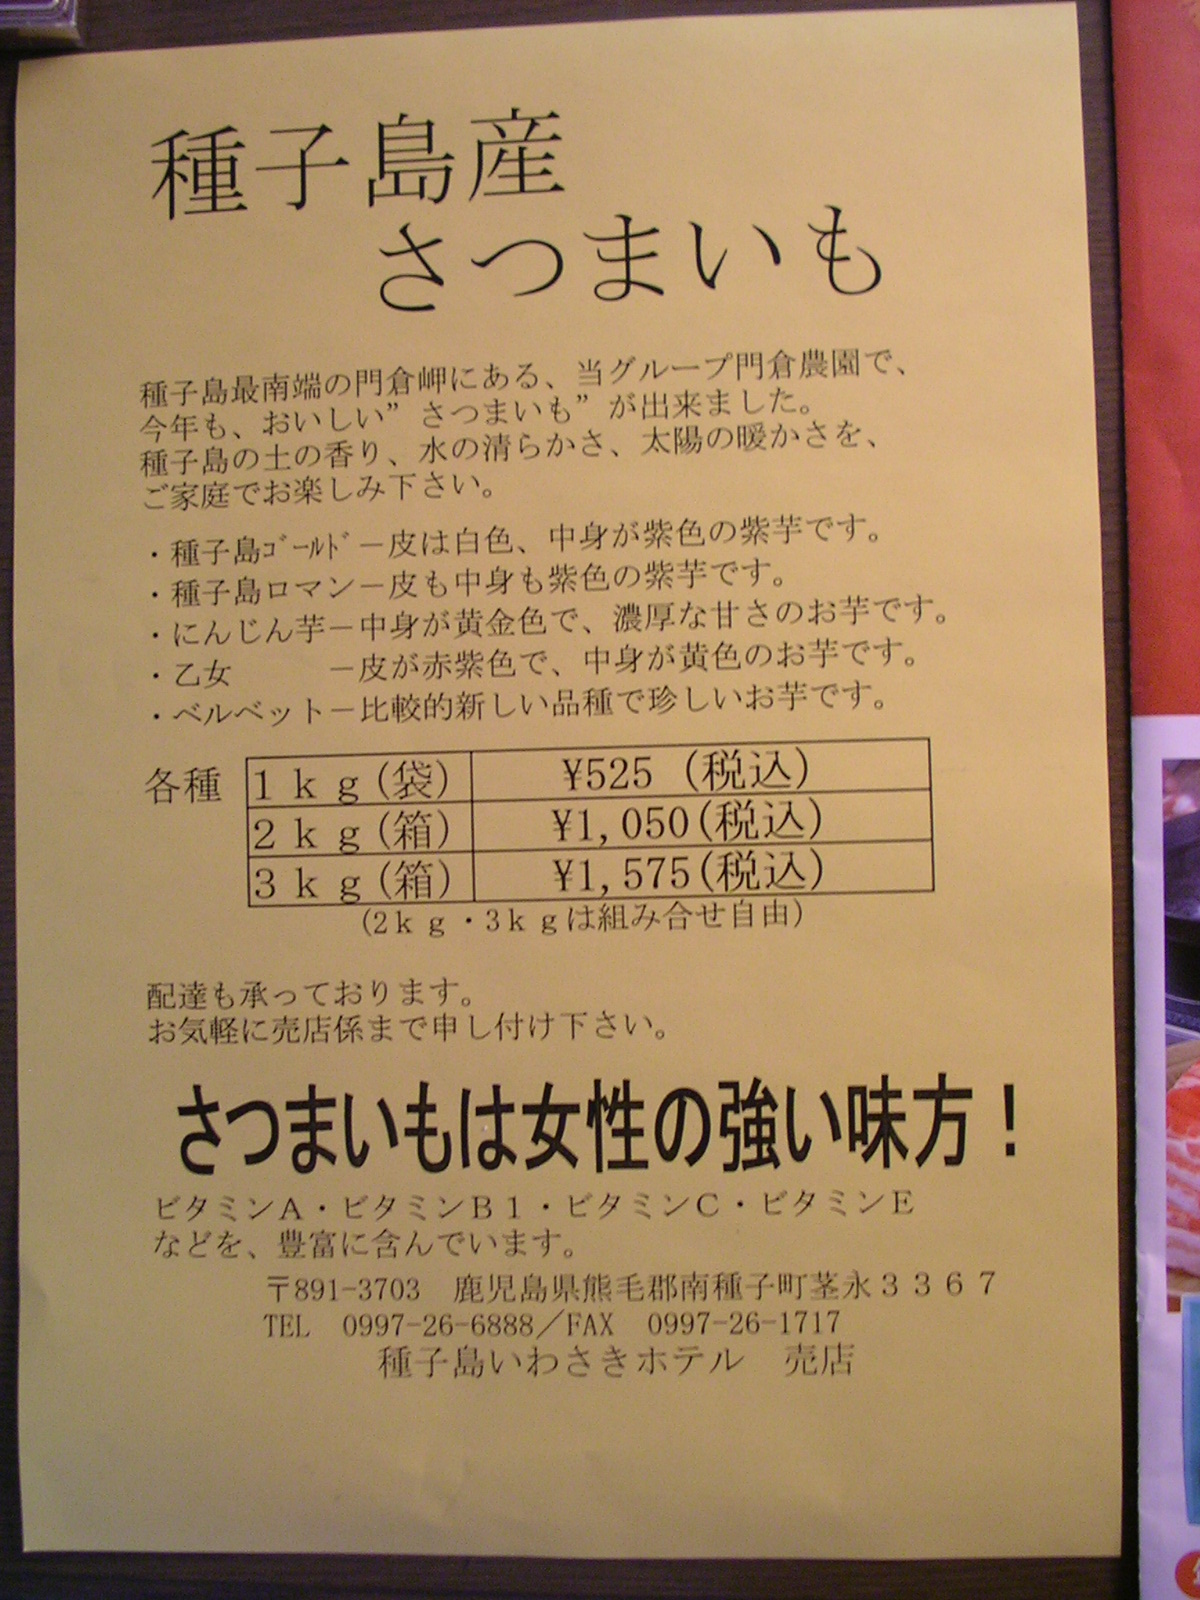 種子島産
さつまいも
種子島最南端の門倉岬にある、当グループ門倉農園で、
今年も、おいしい”さつまいも”が出来ました。
種子島の土の香り、水の清らかさ、太陽の暖かさを、
ご家庭でお楽しみ下さい。
・種子島ｺﾞｰﾙﾄﾞ－皮は白色、中身が紫色の紫芋です。
・種子島ロマン－皮も中身も紫色の紫芋です。
・にんじん芋－中身が黄金色で、濃厚な甘さのお芋です。
・乙女　　　－皮が赤紫色で、中身が黄色のお芋です。
・ベルベット－比較的新しい品種で珍しいお芋です。
各種 １ｋｇ(袋) ¥525 (税込)
２ｋｇ(箱) ¥1,050(税込)
３ｋｇ(箱) ¥1,575(税込)
(2ｋｇ・3ｋｇは組み合せ自由)
配達も承っております。
お気軽に売店係まで申し付け下さい。
さつまいもは女性の強い味方！
ビタミンＡ・ビタミンＢ１・ビタミンＣ・ビタミンＥ
などを、豊富に含んでいます。
〒891-3703　鹿児島県熊毛郡南種子町茎永３３６７
TEL　0997-26-6888／FAX　0997-26-1717
種子島いわさきホテル　売店